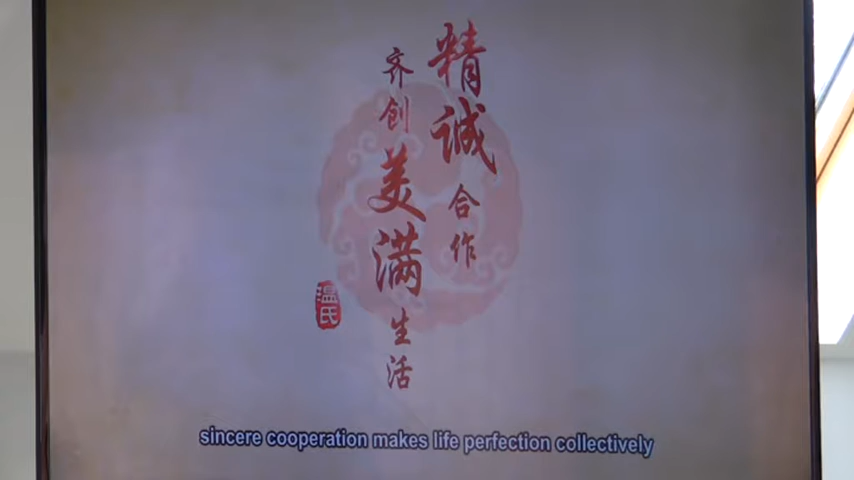 精诚合作
齐创美满生活
温氏
sincere cooperation makes life perfection collectively